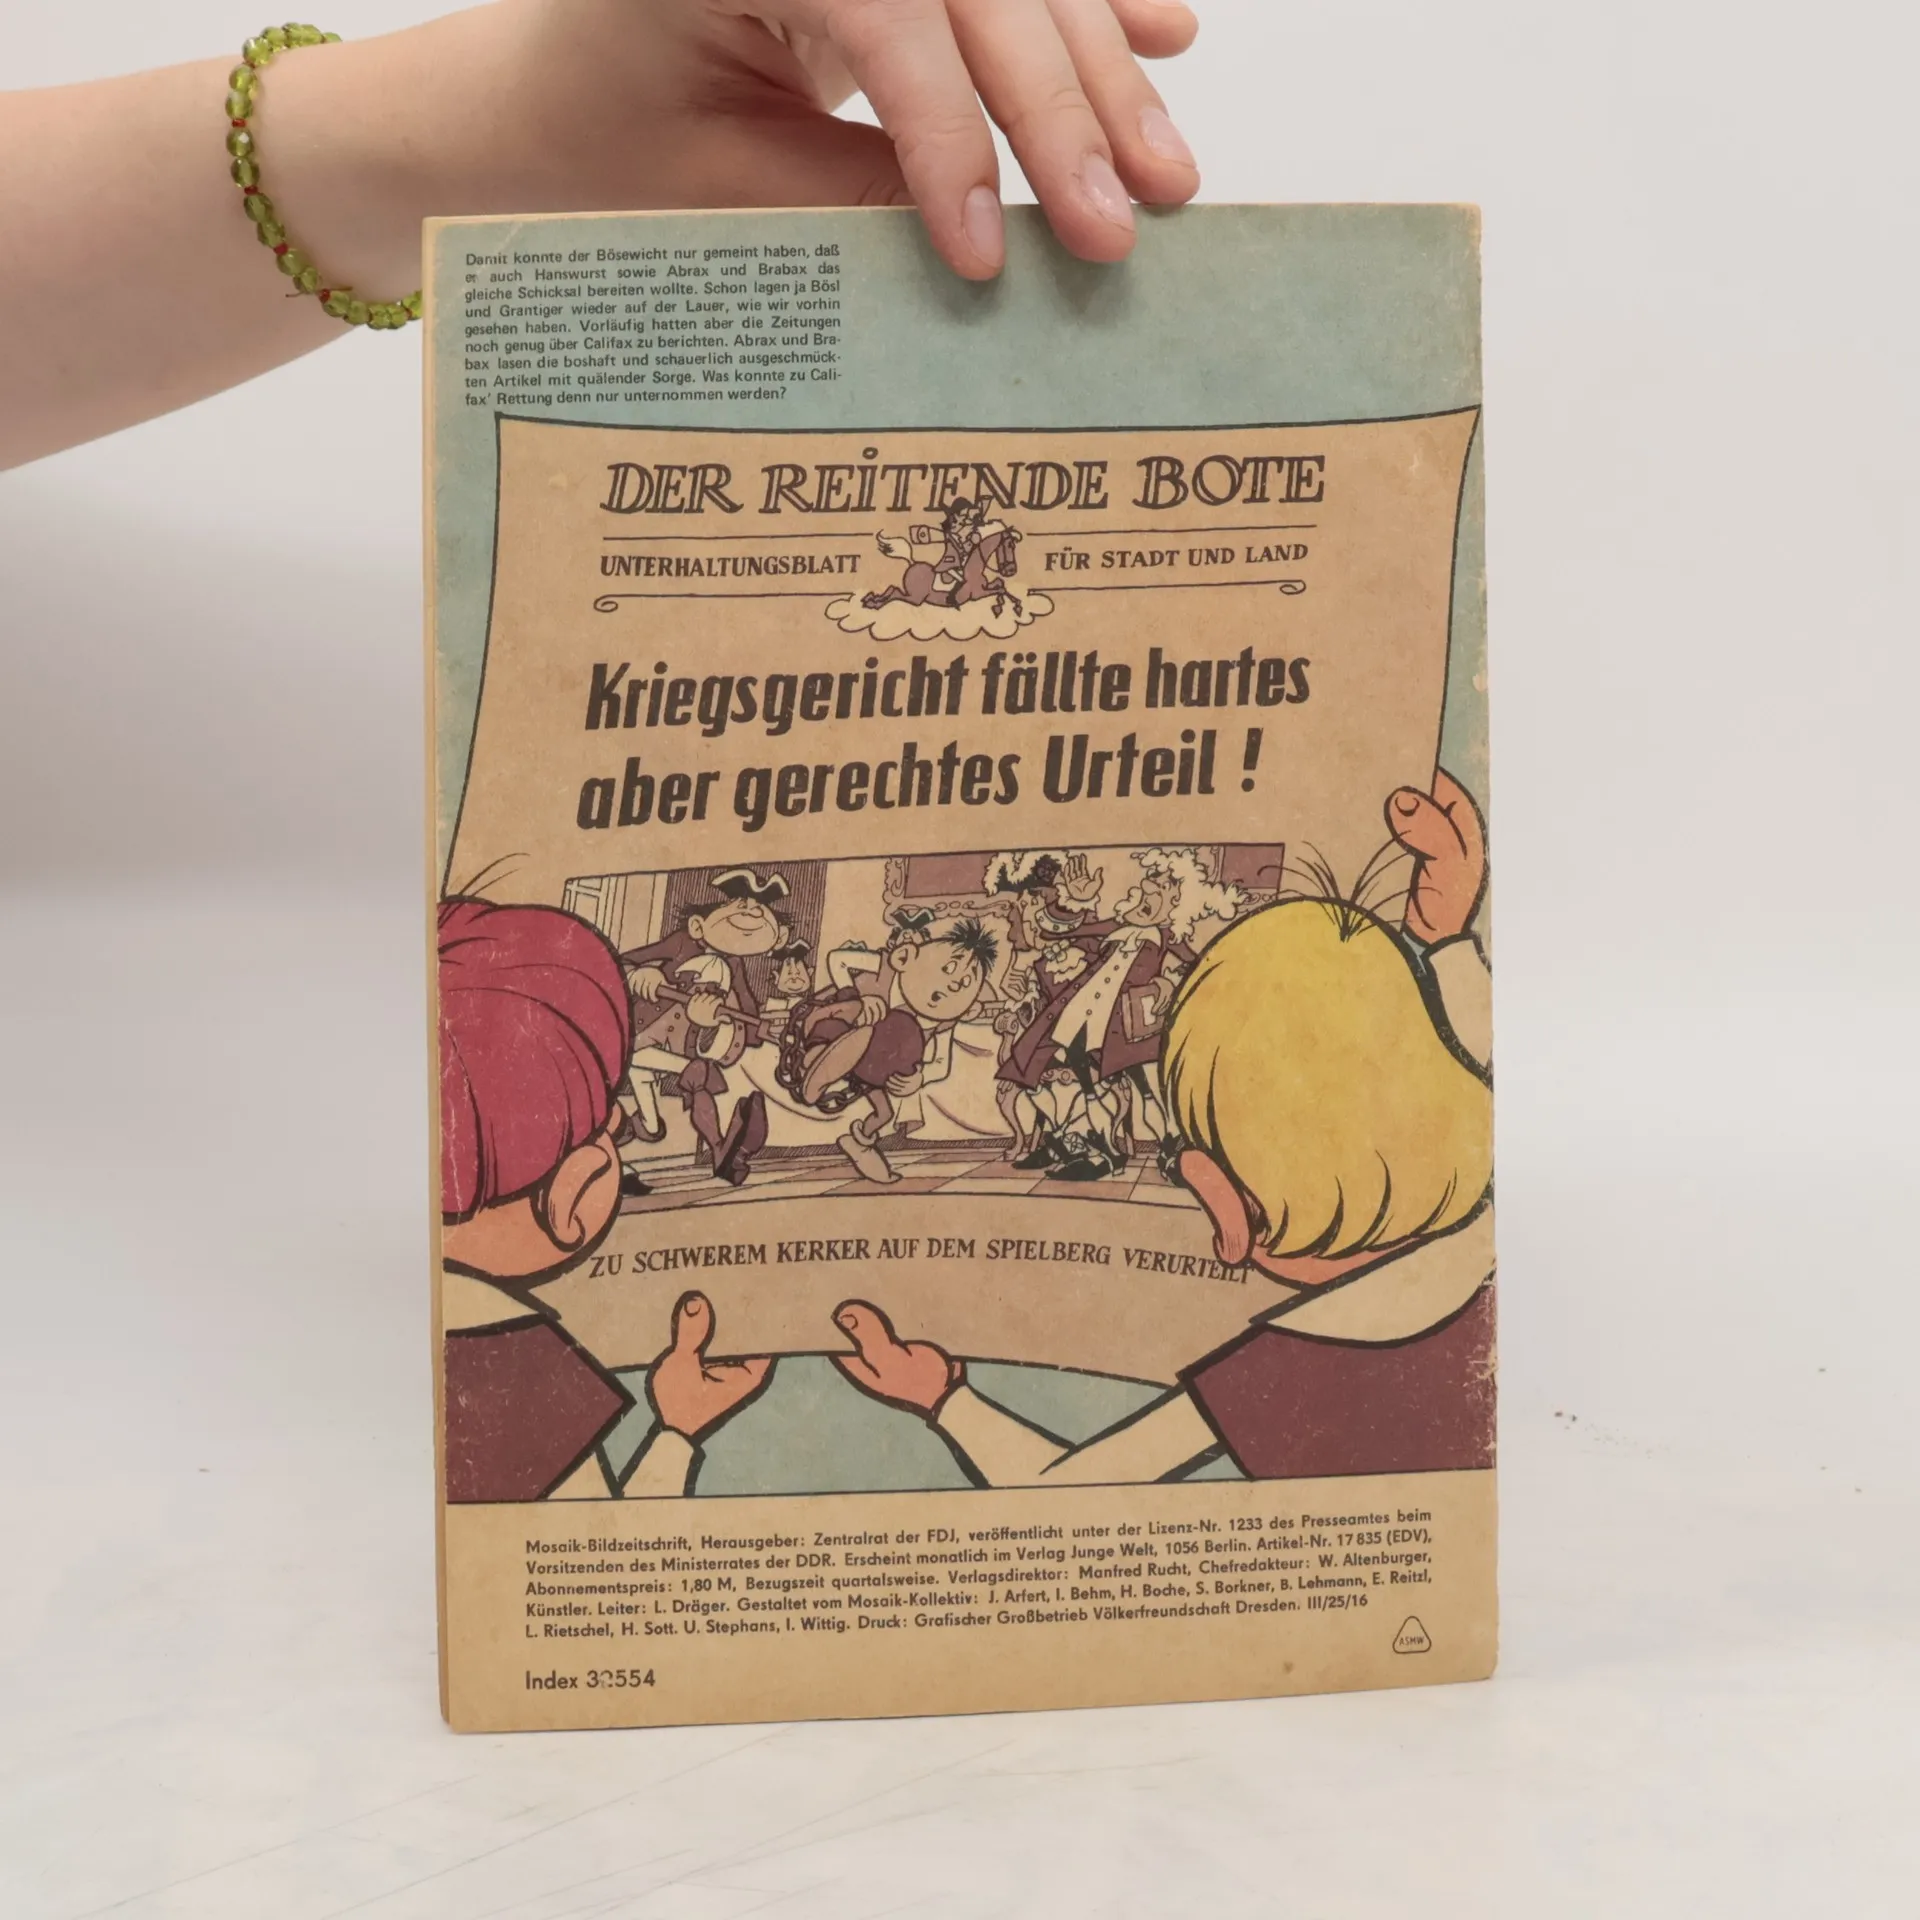 Damit konnte der Bösewicht nur gemeint haben, daß
er auch Hanswurst sowie Abrax und Brabax das
gleiche Schicksal bereiten wollte. Schon lagen ja Bösl
und Grantiger wieder auf der Lauer, wie wir vorhin
gesehen haben. Vorläufig hatten aber die Zeitungen
noch genug über Califax zu berichten. Abrax und Bra-
bax lasen die boshaft und schauerlich ausgeschmück-
ten Artikel mit quälender Sorge. Was konnte zu Cali-
fax' Rettung denn nur unternommen werden?
DER REITENDE BOTE
UNTERHALTUNGSBLATT FÜR STADT UND LAND
Kriegsgericht fällte hartes
aber gerechtes Urteil !
ZU SCHWEREM KERKER AUF DEM SPIELBERG VERURTEILT
Mosaik-Bildzeitschrift, Herausgeber: Zentralrat der FDJ, veröffentlicht unter der Lizenz-Nr. 1233 des Presseamtes beim
Vorsitzenden des Ministerrates der DDR. Erscheint monatlich im Verlag Junge Welt, 1056 Berlin. Artikel-Nr. 17 835 (EDV),
Abonnementspreis: 1,80 M, Bezugszeit quartalsweise. Verlagsdirektor: Manfred Rucht, Chefredakteur: W. Altenburger,
Künstler. Leiter: L. Dräger. Gestaltet vom Mosaik-Kollektiv: J. Arfert, I. Behm, H. Boche, S. Borkner, B. Lehmann, E. Reitzl,
L. Rietschel, H. Sott. U. Stephans, I. Wittig. Druck: Grafischer Großbetrieb Völkerfreundschaft Dresden. III/25/16
ASMW
Index 32554